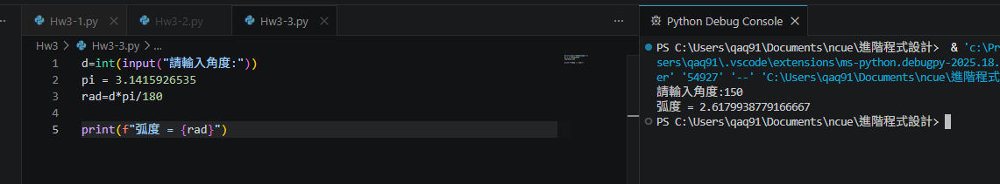 Hw3-1.py
Hw3-2.py
Hw3-3.py
Hw3 > Hw3-3.py > ...
1 d=int(input("請輸入角度:"))
2 pi = 3.1415926535
3 rad=d*pi/180
4
5 print(f"弧度 = {rad}")
Python Debug Console
PS C:\Users\qaq91\Documents\ncue\進階程式設計> & 'c:\Pr
sers\qaq91\.vscode\extensions\ms-python.debugpy-2025.18.
er' '54927' '--' 'C:\Users\qaq91\Documents\ncue\進階程式
請輸入角度:150
弧度 = 2.6179938779166667
PS C:\Users\qaq91\Documents\ncue\進階程式設計>